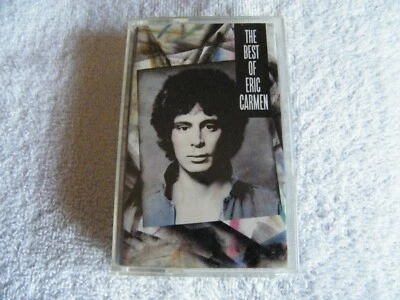 THE
BEST
OF
ERIC
CARMEN